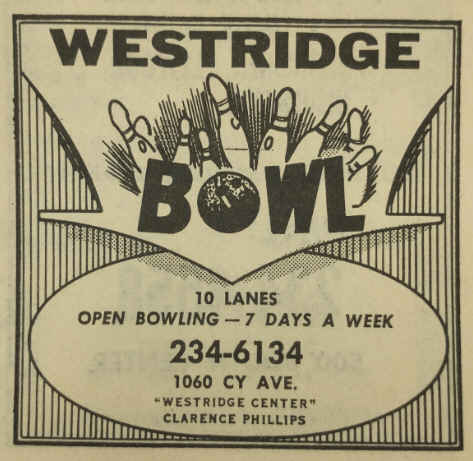 WESTRIDGE
BOWL
10 LANES
OPEN BOWLING — 7 DAYS A WEEK
234-6134
1060 CY AVE.
"WESTRIDGE CENTER"
CLARENCE PHILLIPS